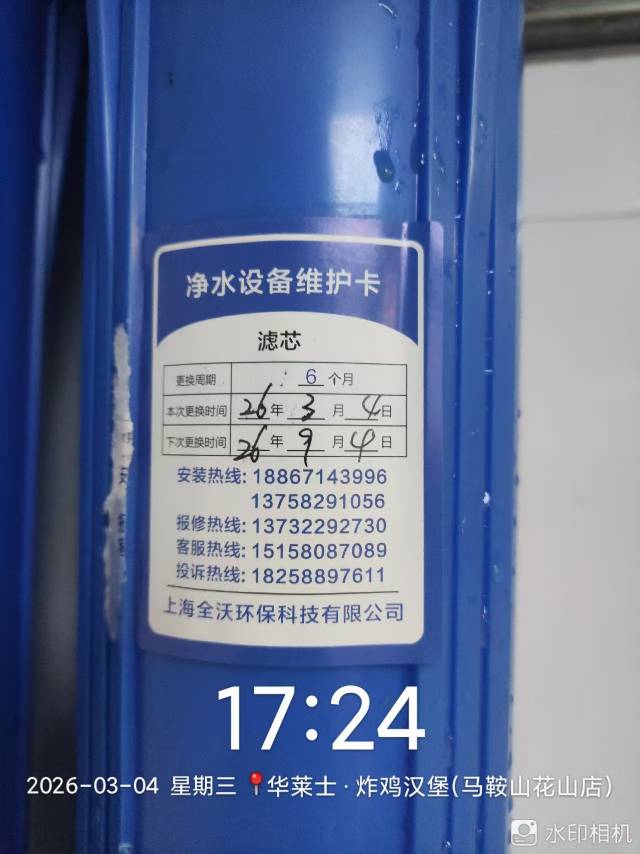 净水设备维护卡
滤芯
更换周期 6 个月
本次更换时间 26 年 3 月 4 日
下次更换时间 26 年 9 月 4 日
安装热线: 18867143996
13758291056
报修热线: 13732292730
客服热线: 15158087089
投诉热线: 18258897611
上海全沃环保科技有限公司
17:24
2026-03-04 星期三 华莱士·炸鸡汉堡(马鞍山花山店)
水印相机